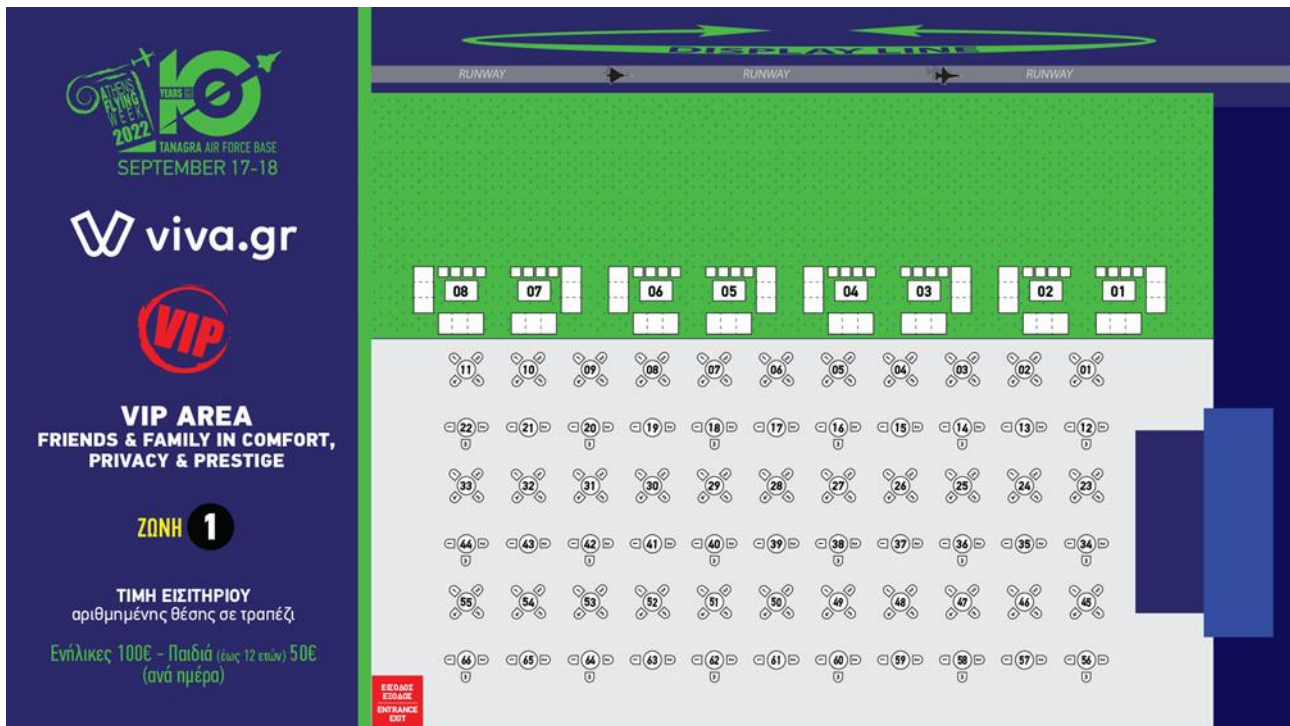 ATHENS
FLYING
WEEK
2022
YEARS
10
TANAGRA AIR FORCE BASE
SEPTEMBER 17-18
viva.gr
VIP
VIP AREA
FRIENDS & FAMILY IN COMFORT,
PRIVACY & PRESTIGE
ΖΩΝΗ 1
ΤΙΜΗ ΕΙΣΙΤΗΡΙΟΥ
αριθμημένης θέσης σε τραπέζι
Ενήλικες 100€ - Παιδιά (έως 12 ετών) 50€
(ανά ημέρα)
DISPLAY LINE
RUNWAY RUNWAY RUNWAY
08 07 06 05 04 03 02 01
11 10 09 08 07 06 05 04 03 02 01
22 21 20 19 18 17 16 15 14 13 12
33 32 31 30 29 28 27 26 25 24 23
44 43 42 41 40 39 38 37 36 35 34
55 54 53 52 51 50 49 48 47 46 45
66 65 64 63 62 61 60 59 58 57 56
ΕΙΣΟΔΟΣ
ΕΞΟΔΟΣ
ENTRANCE
EXIT